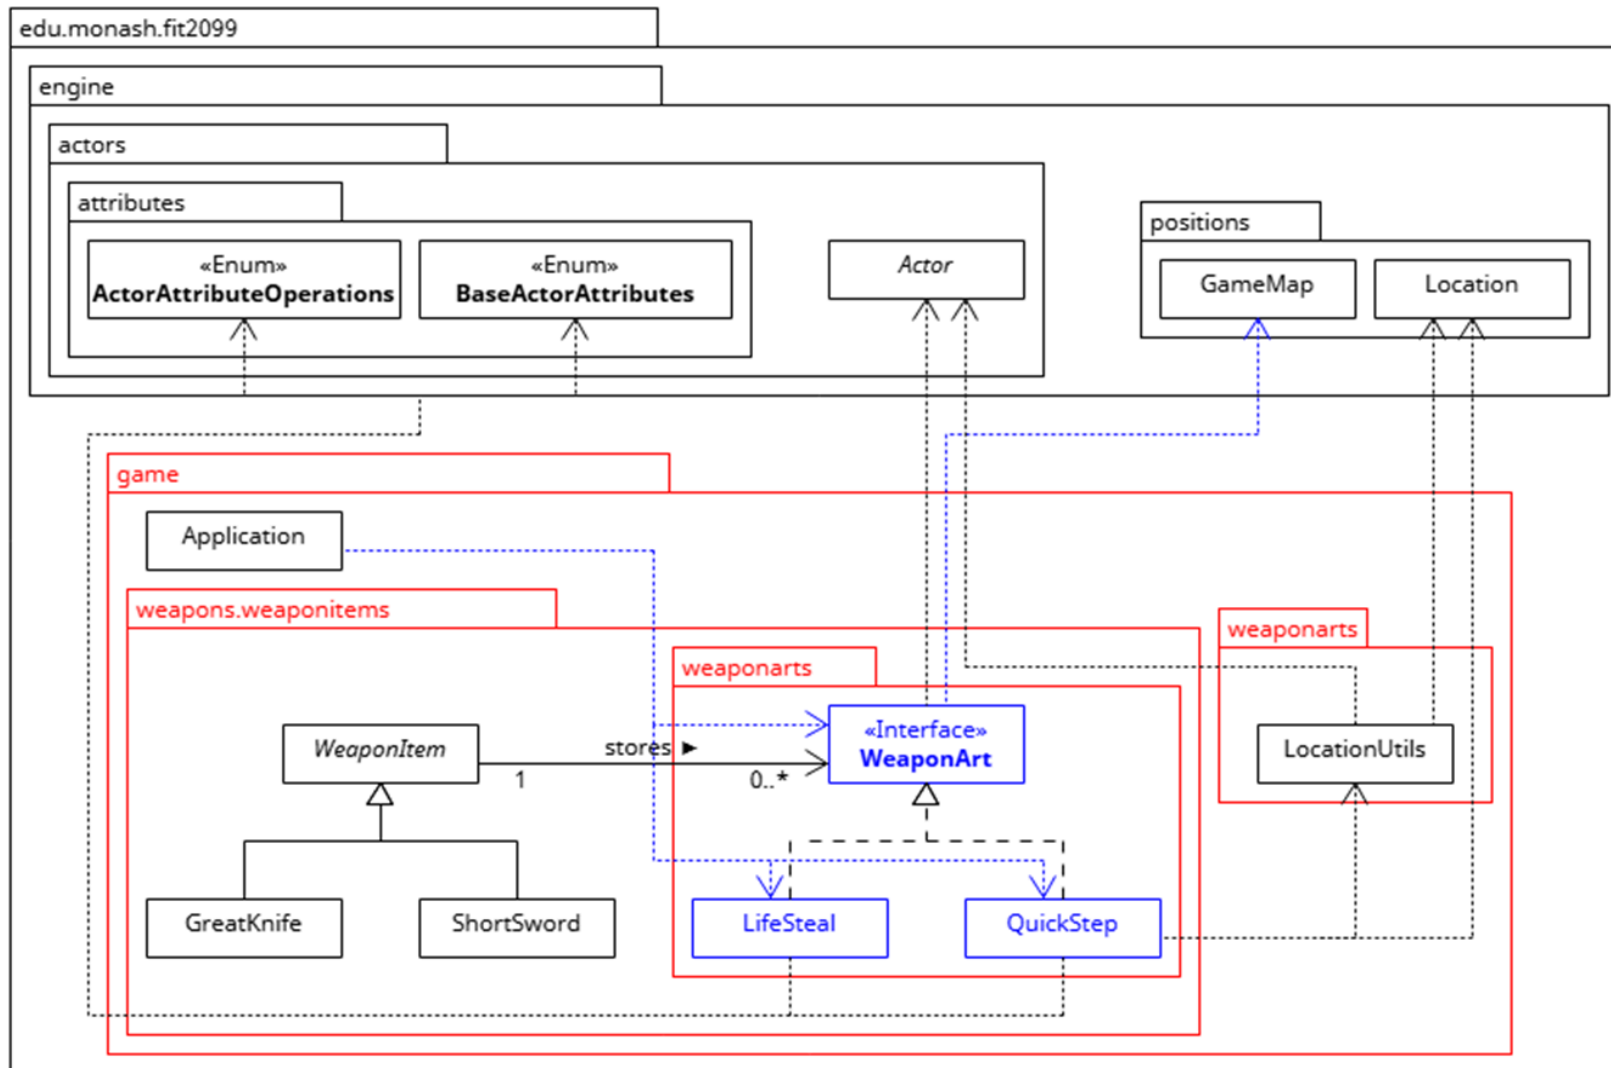 edu.monash.fit2099
engine
actors
attributes
«Enum»
ActorAttributeOperations
«Enum»
BaseActorAttributes
Actor
positions
GameMap
Location
game
Application
weapons.weaponitems
weaponarts
weaponarts
WeaponItem
stores ►
1
0..*
«Interface»
WeaponArt
LocationUtils
GreatKnife
ShortSword
LifeSteal
QuickStep